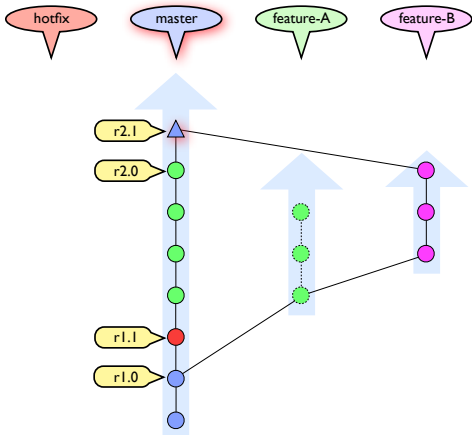 hotfix
master
feature-A
feature-B
r2.1
r2.0
r1.1
r1.0